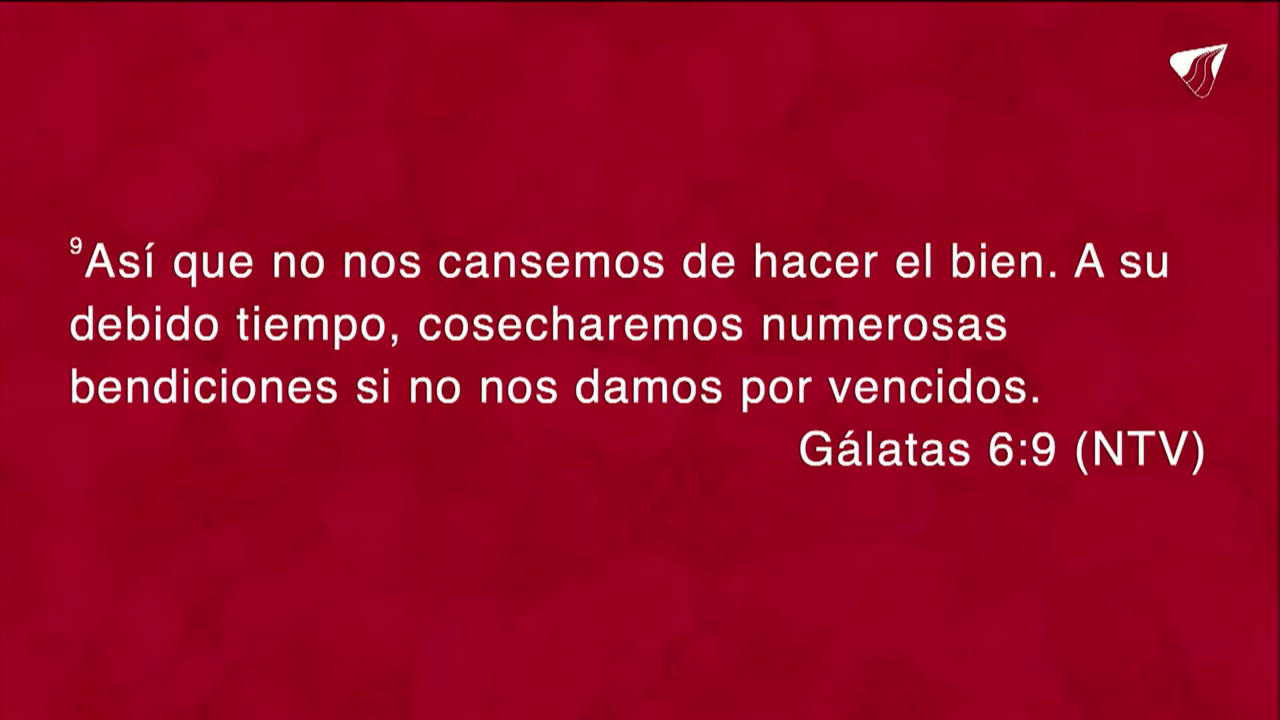 ⁹Así que no nos cansemos de hacer el bien. A su
debido tiempo, cosecharemos numerosas
bendiciones si no nos damos por vencidos.
Gálatas 6:9 (NTV)